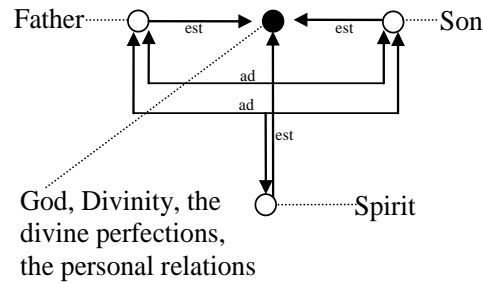 Father
est
est
Son
ad
ad
est
God, Divinity, the
divine perfections,
the personal relations
Spirit